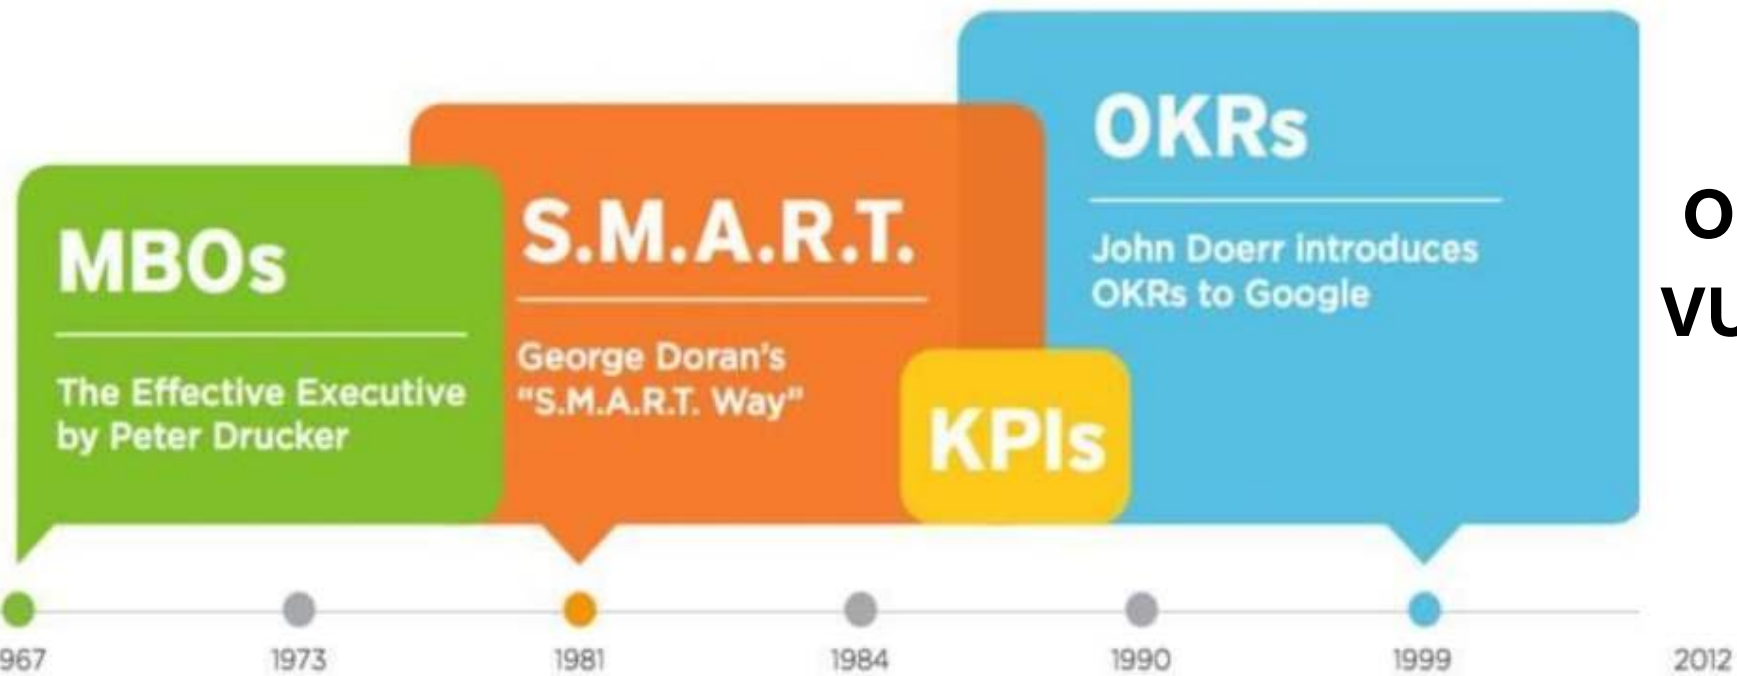 MBOs
The Effective Executive
by Peter Drucker
S.M.A.R.T.
George Doran’s
“S.M.A.R.T. Way”
KPIs
OKRs
John Doerr introduces
OKRs to Google
O
VU
967
1973
1981
1984
1990
1999
2012